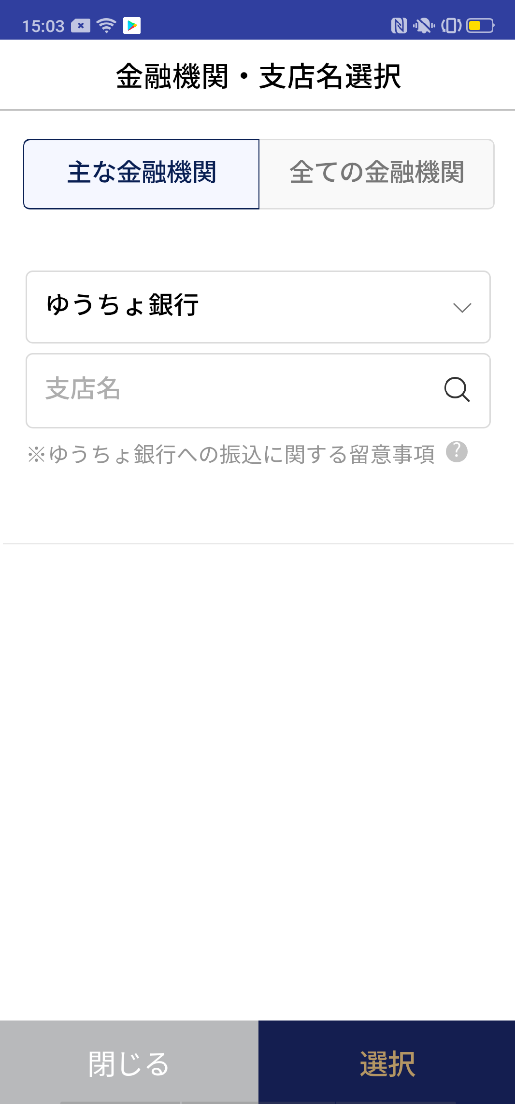 15:03
金融機関・支店名選択
主な金融機関
全ての金融機関
ゆうちょ銀行
支店名
※ゆうちょ銀行への振込に関する留意事項 ?
閉じる
選択